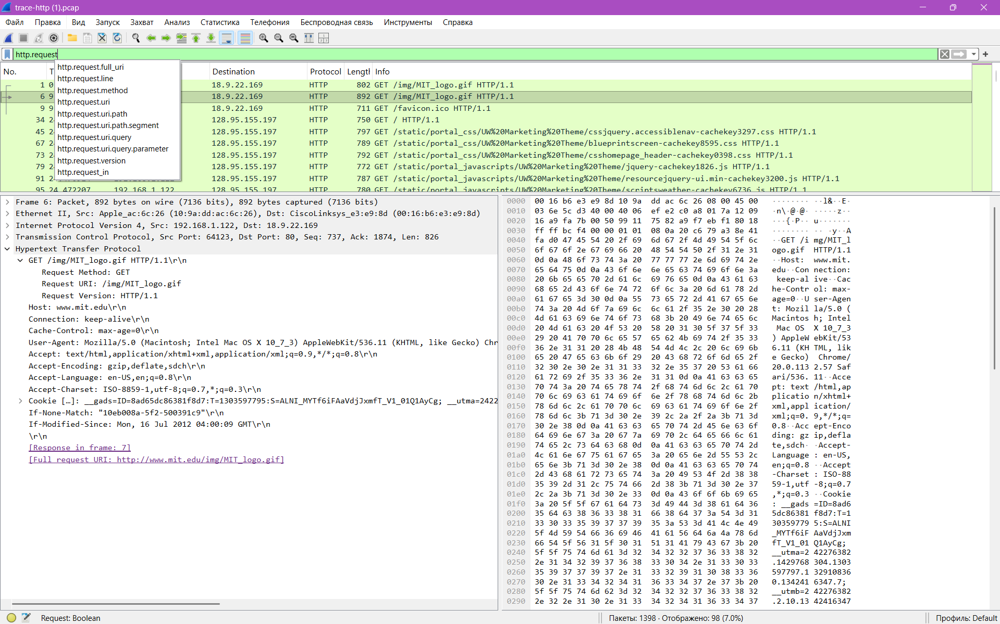 trace-http (1).pcap
Файл Правка Вид Запуск Захват Анализ Статистика Телефония Беспроводная связь Инструменты Справка
http.request
No. T Destination Protocol Length Info
http.request.full_uri
http.request.line
http.request.method
http.request.uri
http.request.uri.path
http.request.uri.path.segment
http.request.uri.query
http.request.uri.query.parameter
http.request.version
http.request_in
1 0 18.9.22.169 HTTP 802 GET /img/MIT_logo.gif HTTP/1.1
6 9 18.9.22.169 HTTP 892 GET /img/MIT_logo.gif HTTP/1.1
9 9 18.9.22.169 HTTP 711 GET /favicon.ico HTTP/1.1
34 2 128.95.155.197 HTTP 750 GET / HTTP/1.1
45 2 128.95.155.197 HTTP 797 GET /static/portal_css/UW%20Marketing%20Theme/cssjquery.accessiblenav-cachekey3297.css HTTP/1.1
67 2 128.95.155.197 HTTP 789 GET /static/portal_css/UW%20Marketing%20Theme/blueprintscreen-cachekey8595.css HTTP/1.1
73 2 128.95.155.197 HTTP 792 GET /static/portal_css/UW%20Marketing%20Theme/csshomepage_header-cachekey0398.css HTTP/1.1
79 2 128.95.155.197 HTTP 772 GET /static/portal_javascripts/UW%20Marketing%20Theme/jquery-cachekey1826.js HTTP/1.1
91 2 128.95.155.197 HTTP 787 GET /static/portal_javascripts/UW%20Marketing%20Theme/resourcejquery-ui.min-cachekey3200.js HTTP/1.1
95 24.472207 192.168.1.122 128.95.155.197 HTTP 780 GET /static/portal_javascripts/UW%20Marketing%20Theme/scriptsweather-cachekey6736.js HTTP/1.1
Frame 6: Packet, 892 bytes on wire (7136 bits), 892 bytes captured (7136 bits)
Ethernet II, Src: Apple_ac:6c:26 (10:9a:dd:ac:6c:26), Dst: CiscoLinksys_e3:e9:8d (00:16:b6:e3:e9:8d)
Internet Protocol Version 4, Src: 192.168.1.122, Dst: 18.9.22.169
Transmission Control Protocol, Src Port: 64123, Dst Port: 80, Seq: 737, Ack: 1874, Len: 826
Hypertext Transfer Protocol
GET /img/MIT_logo.gif HTTP/1.1\r\n
Request Method: GET
Request URI: /img/MIT_logo.gif
Request Version: HTTP/1.1
Host: www.mit.edu\r\n
Connection: keep-alive\r\n
Cache-Control: max-age=0\r\n
User-Agent: Mozilla/5.0 (Macintosh; Intel Mac OS X 10_7_3) AppleWebKit/536.11 (KHTML, like Gecko) Chr
Accept: text/html,application/xhtml+xml,application/xml;q=0.9,*/*;q=0.8\r\n
Accept-Encoding: gzip,deflate,sdch\r\n
Accept-Language: en-US,en;q=0.8\r\n
Accept-Charset: ISO-8859-1,utf-8;q=0.7,*;q=0.3\r\n
Cookie […]: __gads=ID=8ad65dc86381f8d7:T=1303597795:S=ALNI_MYTf6iFAaVdjJxmfT_V1_01Q1AyCg; __utma=2422
If-None-Match: "10eb008a-5f2-500391c9"\r\n
If-Modified-Since: Mon, 16 Jul 2012 04:00:09 GMT\r\n
\r\n
[Response in frame: 7]
[Full request URI: http://www.mit.edu/img/MIT_logo.gif]
0000 00 16 b6 e3 e9 8d 10 9a dd ac 6c 26 08 00 45 00 ········ ··l&··E·
0010 03 6e 5c d3 40 00 40 06 ef e2 c0 a8 01 7a 12 09 ·n\·@·@· ·····z··
0020 16 a9 fa 7b 00 50 99 11 75 82 a9 f7 eb f1 80 18 ···{·P·· u·······
0030 ff ff bc f4 00 00 01 01 08 0a 20 c6 79 a3 8e 41 ········ ·· ·y··A
0040 fa d0 47 45 54 20 2f 69 6d 67 2f 4d 49 54 5f 6c ··GET /i mg/MIT_l
0050 6f 67 6f 2e 67 69 66 20 48 54 54 50 2f 31 2e 31 ogo.gif HTTP/1.1
0060 0d 0a 48 6f 73 74 3a 20 77 77 77 2e 6d 69 74 2e ··Host: www.mit.
0070 65 64 75 0d 0a 43 6f 6e 6e 65 63 74 69 6f 6e 3a edu··Con nection:
0080 20 6b 65 65 70 2d 61 6c 69 76 65 0d 0a 43 61 63 keep-al ive··Cac
0090 68 65 2d 43 6f 6e 74 72 6f 6c 3a 20 6d 61 78 2d he-Contr ol: max-
00a0 61 67 65 3d 30 0d 0a 55 73 65 72 2d 41 67 65 6e age=0··U ser-Agen
00b0 74 3a 20 4d 6f 7a 69 6c 6c 61 2f 35 2e 30 20 28 t: Mozil la/5.0 (
00c0 4d 61 63 69 6e 74 6f 73 68 3b 20 49 6e 74 65 6c Macintos h; Intel
00d0 20 4d 61 63 20 4f 53 20 58 20 31 30 5f 37 5f 33 Mac OS X 10_7_3
00e0 29 20 41 70 70 6c 65 57 65 62 4b 69 74 2f 35 33 ) AppleW ebKit/53
00f0 36 2e 31 31 20 28 4b 48 54 4d 4c 2c 20 6c 69 6b 6.11 (KH TML, lik
0100 65 20 47 65 63 6b 6f 29 20 43 68 72 6f 6d 65 2f e Gecko) Chrome/
0110 32 30 2e 30 2e 31 31 33 32 2e 35 37 20 53 61 66 20.0.113 2.57 Saf
0120 61 72 69 2f 35 33 36 2e 31 31 0d 0a 41 63 63 65 ari/536. 11··Acce
0130 70 74 3a 20 74 65 78 74 2f 68 74 6d 6c 2c 61 70 pt: text /html,ap
0140 70 6c 69 63 61 74 69 6f 6e 2f 78 68 74 6d 6c 2b plicatio n/xhtml+
0150 78 6d 6c 2c 61 70 70 6c 69 63 61 74 69 6f 6e 2f xml,appl ication/
0160 78 6d 6c 3b 71 3d 30 2e 39 2c 2a 2f 2a 3b 71 3d xml;q=0. 9,*/*;q=
0170 30 2e 38 0d 0a 41 63 63 65 70 74 2d 45 6e 63 6f 0.8··Acc ept-Enco
0180 64 69 6e 67 3a 20 67 7a 69 70 2c 64 65 66 6c 61 ding: gz ip,defla
0190 74 65 2c 73 64 63 68 0d 0a 41 63 63 65 70 74 2d te,sdch· ·Accept-
01a0 4c 61 6e 67 75 61 67 65 3a 20 65 6e 2d 55 53 2c Language : en-US,
01b0 65 6e 3b 71 3d 30 2e 38 0d 0a 41 63 63 65 70 74 en;q=0.8 ··Accept
01c0 2d 43 68 61 72 73 65 74 3a 20 49 53 4f 2d 38 38 -Charset : ISO-88
01d0 35 39 2d 31 2c 75 74 66 2d 38 3b 71 3d 30 2e 37 59-1,utf -8;q=0.7
01e0 2c 2a 3b 71 3d 30 2e 33 0d 0a 43 6f 6f 6b 69 65 ,*;q=0.3 ··Cookie
01f0 3a 20 5f 5f 67 61 64 73 3d 49 44 3d 38 61 64 36 : __gads =ID=8ad6
0200 35 64 63 38 36 33 38 31 66 38 64 37 3a 54 3d 31 5dc86381 f8d7:T=1
0210 33 30 33 35 39 37 37 39 35 3a 53 3d 41 4c 4e 49 30359779 5:S=ALNI
0220 5f 4d 59 54 66 36 69 46 41 61 56 64 6a 4a 78 6d _MYTf6iF AaVdjJxm
0230 66 54 5f 56 31 5f 30 31 51 31 41 79 43 67 3b 20 fT_V1_01 Q1AyCg;
0240 5f 5f 75 74 6d 61 3d 32 34 32 32 37 36 33 38 32 __utma=2 42276382
0250 2e 31 34 32 39 37 36 38 33 30 34 2e 31 33 30 33 .1429768 304.1303
0260 35 39 37 37 39 37 2e 31 33 32 39 31 30 38 33 36 597797.1 32910836
0270 30 2e 31 33 34 32 34 31 36 33 34 37 2e 37 3b 20 0.134241 6347.7;
0280 5f 5f 75 74 6d 62 3d 32 34 32 32 37 36 33 38 32 __utmb=2 42276382
0290 2e 32 2e 31 30 2e 31 33 34 32 34 31 36 33 34 37 .2.10.13 42416347
Request: Boolean Пакеты: 1398 · Отображено: 98 (7.0%) Профиль: Default